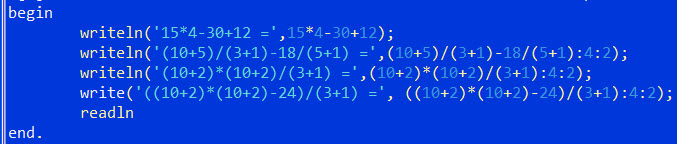 begin
writeln('15*4-30+12 =',15*4-30+12);
writeln('(10+5)/(3+1)-18/(5+1) =',(10+5)/(3+1)-18/(5+1):4:2);
writeln('(10+2)*(10+2)/(3+1) =',(10+2)*(10+2)/(3+1):4:2);
write('((10+2)*(10+2)-24)/(3+1) =', ((10+2)*(10+2)-24)/(3+1):4:2);
readln
end.